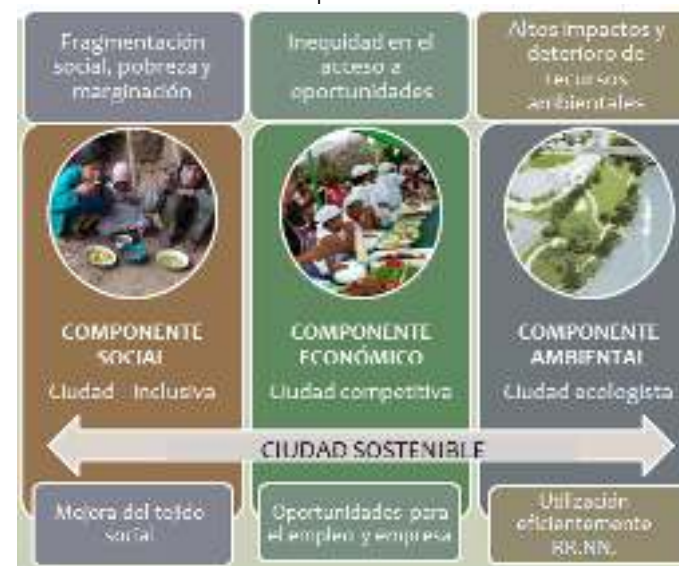 Fragmentación
social, pobreza y
marginación
Inequidad en el
acceso a
oportunidades
Altos impactos y
deterioro de
recursos
ambientales
COMPONENTE
SOCIAL
Ciudad inclusiva
COMPONENTE
ECONÓMICO
Ciudad competitiva
COMPONENTE
AMBIENTAL
Ciudad ecologista
CIUDAD SOSTENIBLE
Mejora del tejido
social
Oportunidades para
el empleo y empresa
Utilización
eficientemente
RR.NN.